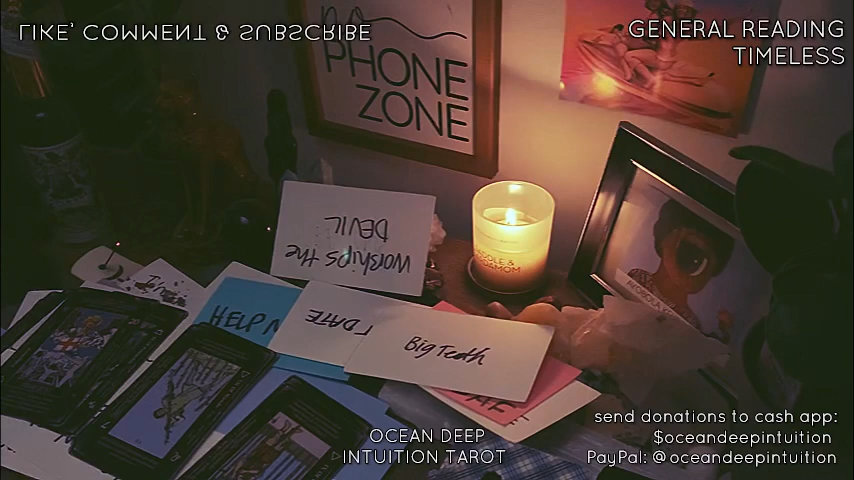 LIKE, COMMENT & SUBSCRIBE
GENERAL READING
TIMELESS
PHONE
ZONE
Worships the
DEVIL
I'm
HELP
DATE
Big Teeth
OCEAN DEEP
INTUITION TAROT
send donations to cash app:
$oceandeepintuition
PayPal: @oceandeepintuition